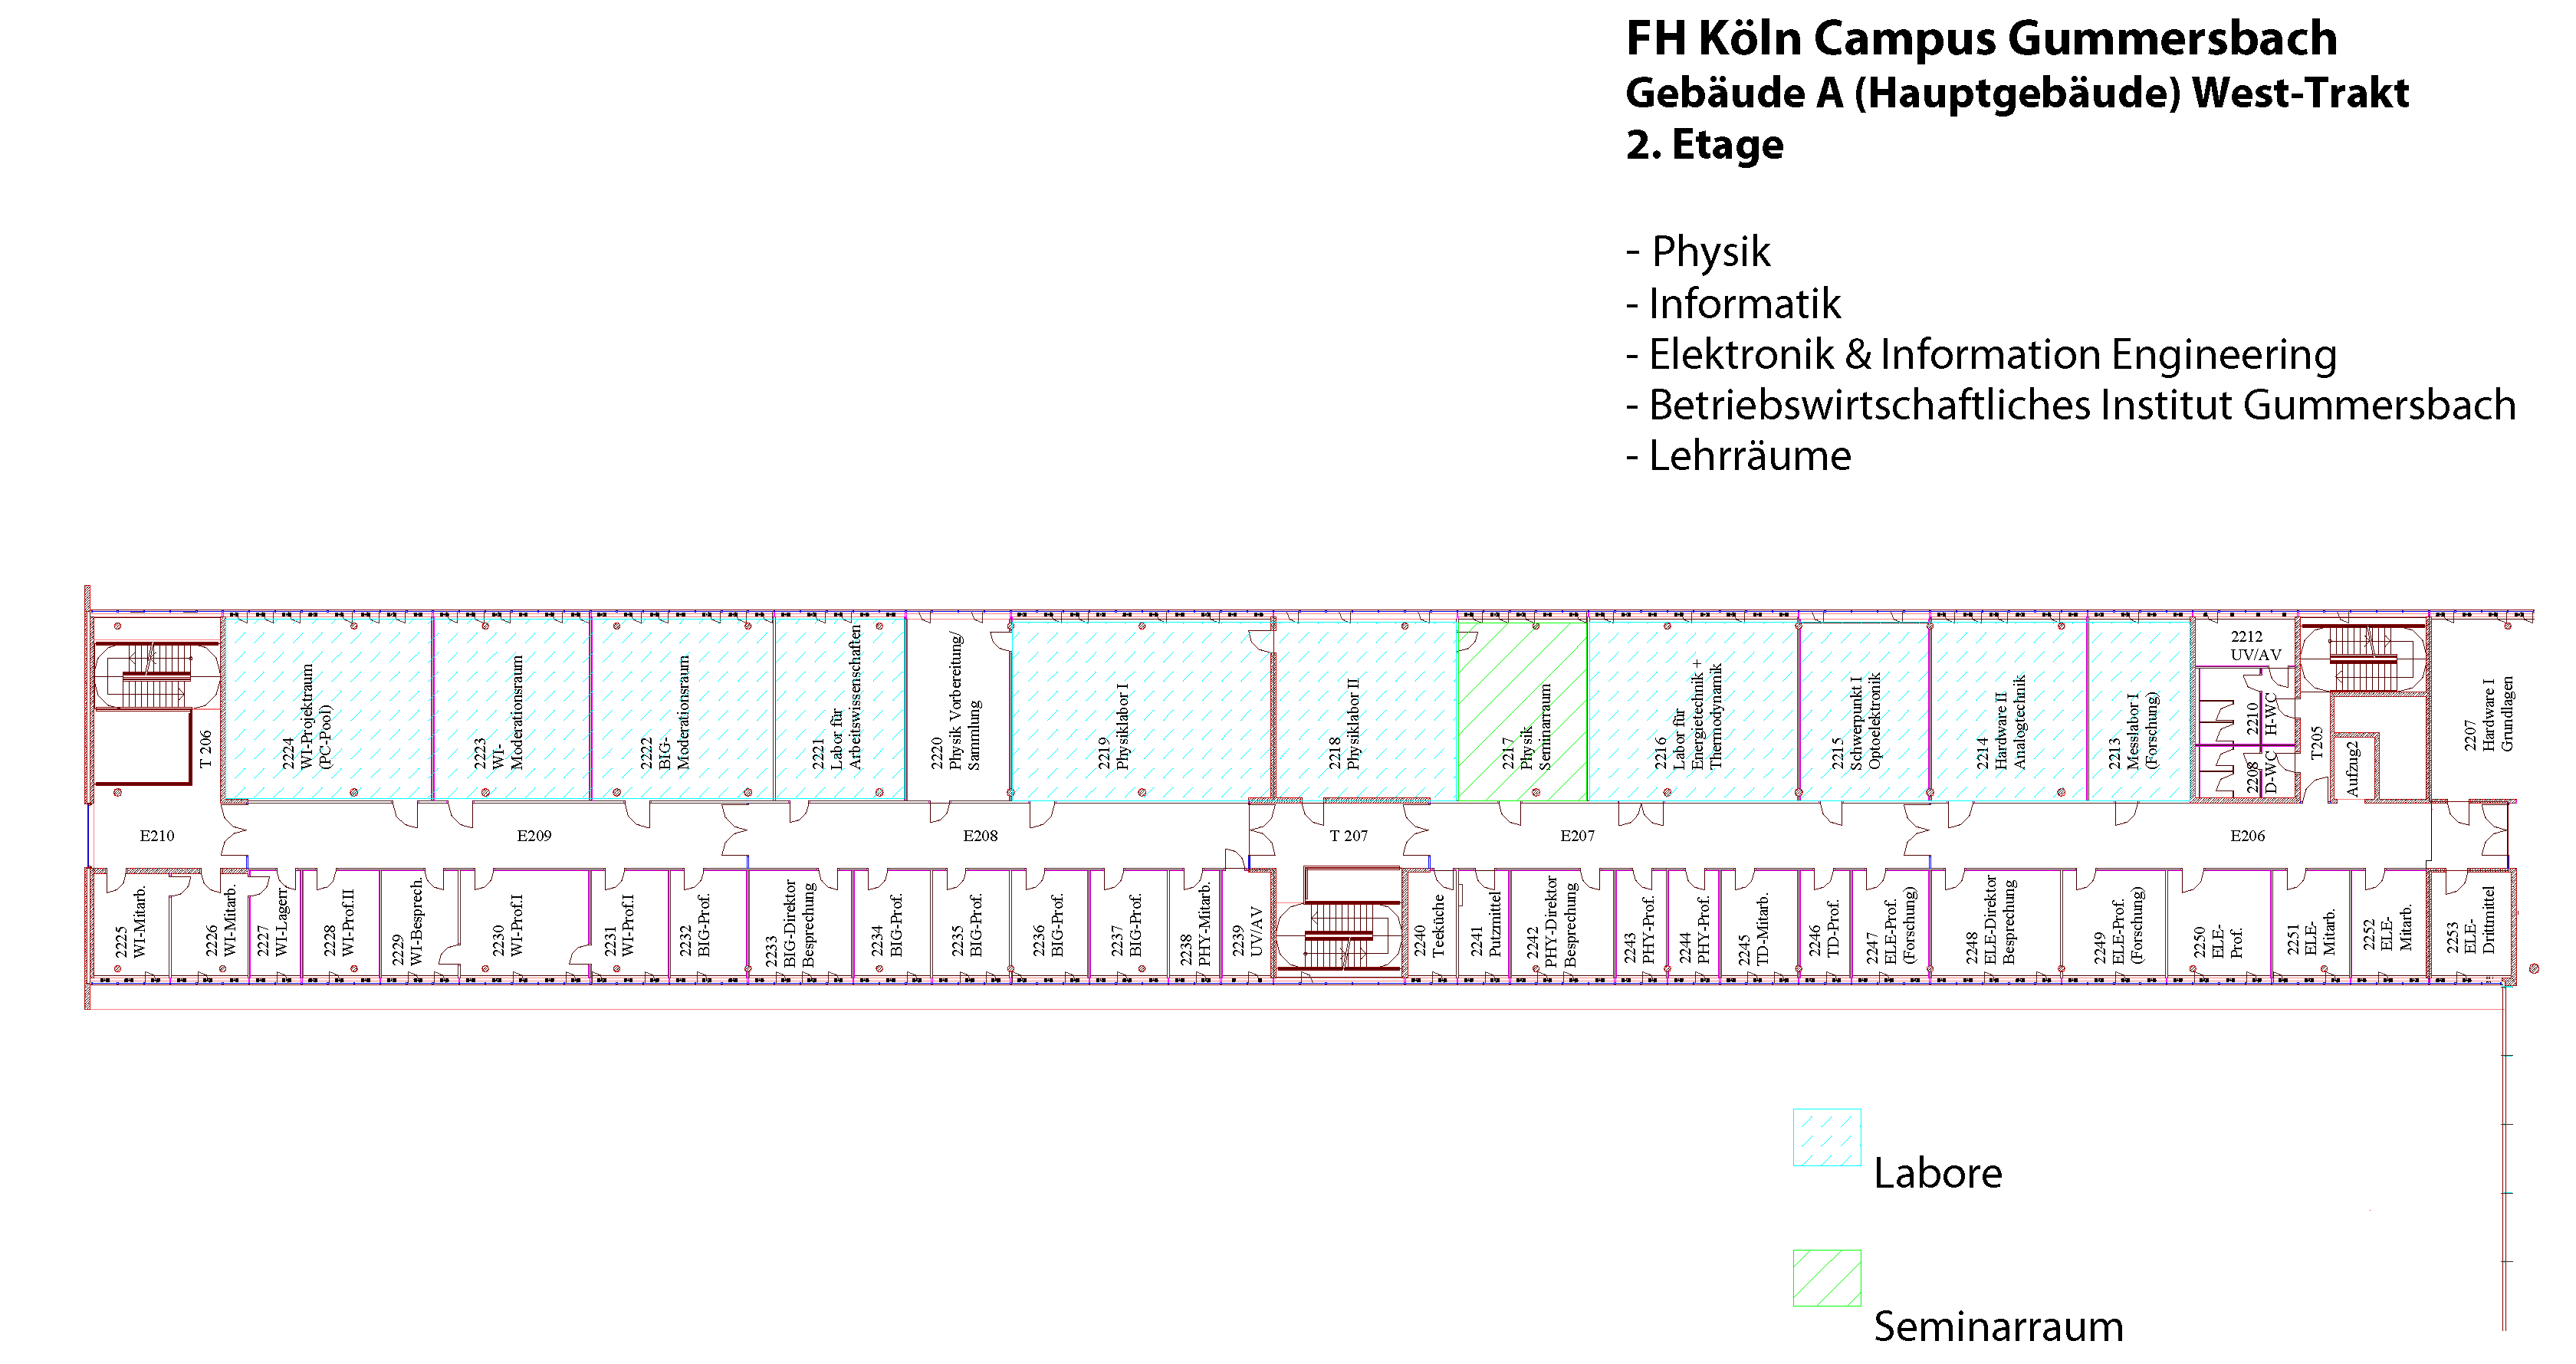 FH Köln Campus Gummersbach
Gebäude A (Hauptgebäude) West-Trakt
2. Etage
- Physik
- Informatik
- Elektronik & Information Engineering
- Betriebswirtschaftliches Institut Gummersbach
- Lehrräume
T 206
2224
WI-Projektraum
(PC-Pool)
2223
WI-
Moderationsraum
2222
BIG-
Moderationsraum
2221
Labor für
Arbeitswissenschaften
2220
Physik Vorbereitung/
Sammlung
2219
Physiklabor I
2218
Physiklabor II
2217
Physik
Seminarraum
2216
Labor für
Energietechnik +
Thermodynamik
2215
Schwerpunkt I
Optoelektronik
2214
Hardware II
Analogtechnik
2213
Messlabor I
(Forschung)
2212
UV/AV
2210
H-WC
2208
D-WC
T205
Aufzug2
2207
Hardware I
Grundlagen
E210
E209
E208
T 207
E207
E206
2225
WI-Mitarb.
2226
WI-Mitarb.
2227
WI-Lagerr.
2228
WI-Prof.II
2229
WI-Besprech.
2230
WI-Prof.I
2231
WI-Prof.I
2232
BIG-Prof.
2233
BIG-Direktor
Besprechung
2234
BIG-Prof.
2235
BIG-Prof.
2236
BIG-Prof.
2237
BIG-Prof.
2238
PHY-Mitarb.
2239
UV/AV
2240
Teeküche
2241
Putzmittel
2242
PHY-Direktor
Besprechung
2243
PHY-Prof.
2244
PHY-Prof.
2245
TD-Mitarb.
2246
TD-Prof.
2247
ELE-Prof.
(Forschung)
2248
ELE-Direktor
Besprechung
2249
ELE-Prof.
(Forschung)
2250
ELE-
Prof.
2251
ELE-
Mitarb.
2252
ELE-
Mitarb.
2253
ELE-
Drittmittel
Labore
Seminarraum